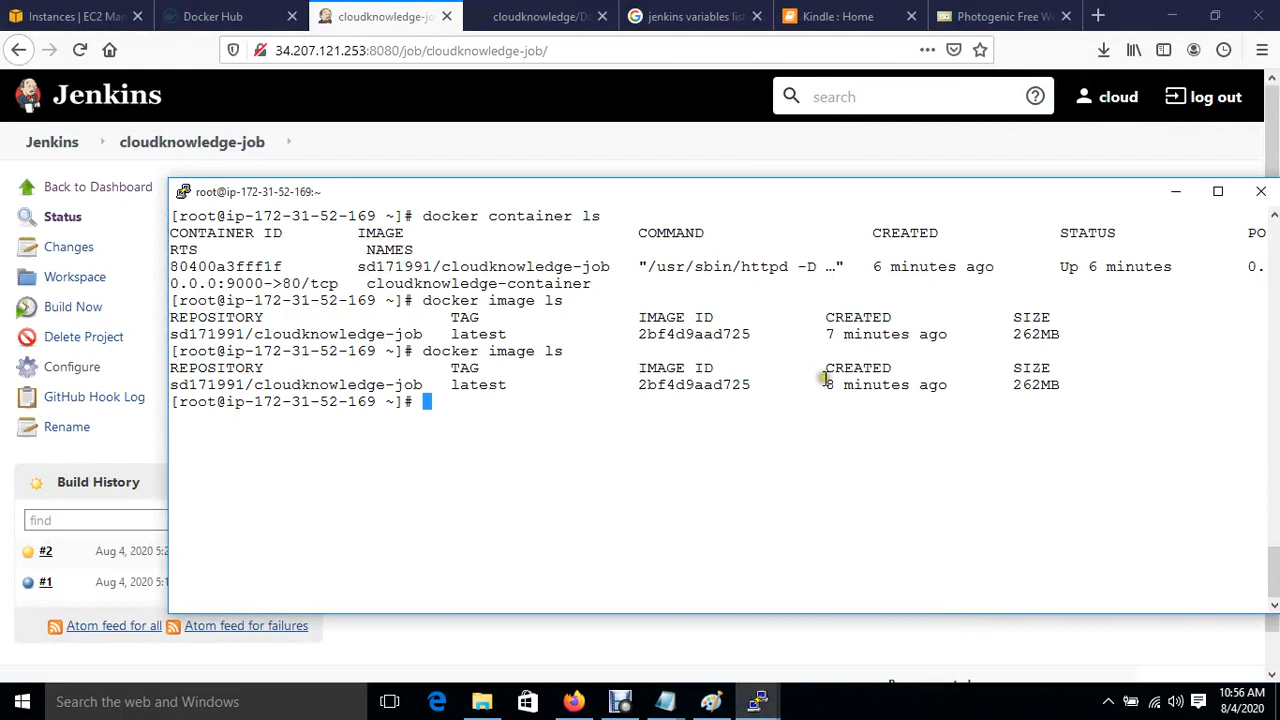 Instances | EC2 Man
Docker Hub
cloudknowledge-jo
cloudknowledge/Do
jenkins variables list
Kindle : Home
Photogenic Free We
34.207.121.253:8080/job/cloudknowledge-job/
Jenkins
search
cloud
log out
Jenkins
cloudknowledge-job
Back to Dashboard
Status
Changes
Workspace
Build Now
Delete Project
Configure
GitHub Hook Log
Rename
Build History
find
#2 Aug 4, 2020 5:2
#1 Aug 4, 2020 5:1
Atom feed for all Atom feed for failures
root@ip-172-31-52-169:~
[root@ip-172-31-52-169 ~]# docker container ls
CONTAINER ID IMAGE COMMAND CREATED STATUS PO
RTS NAMES
80400a3fff1f sd171991/cloudknowledge-job "/usr/sbin/httpd -D …" 6 minutes ago Up 6 minutes 0.
0.0.0:9000->80/tcp cloudknowledge-container
[root@ip-172-31-52-169 ~]# docker image ls
REPOSITORY TAG IMAGE ID CREATED SIZE
sd171991/cloudknowledge-job latest 2bf4d9aad725 7 minutes ago 262MB
[root@ip-172-31-52-169 ~]# docker image ls
REPOSITORY TAG IMAGE ID CREATED SIZE
sd171991/cloudknowledge-job latest 2bf4d9aad725 8 minutes ago 262MB
[root@ip-172-31-52-169 ~]#
Search the web and Windows
10:56 AM
8/4/2020